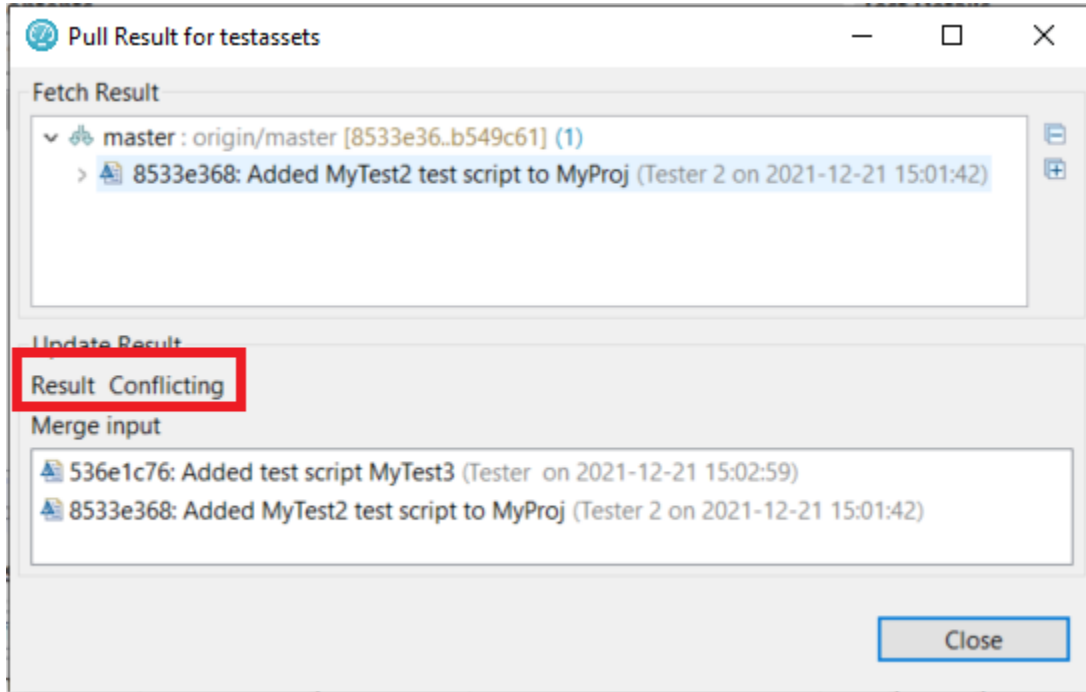 Pull Result for testassets
Fetch Result
master : origin/master [8533e36..b549c61] (1)
8533e368: Added MyTest2 test script to MyProj (Tester 2 on 2021-12-21 15:01:42)
Update Result
Result Conflicting
Merge input
536e1c76: Added test script MyTest3 (Tester on 2021-12-21 15:02:59)
8533e368: Added MyTest2 test script to MyProj (Tester 2 on 2021-12-21 15:01:42)
Close